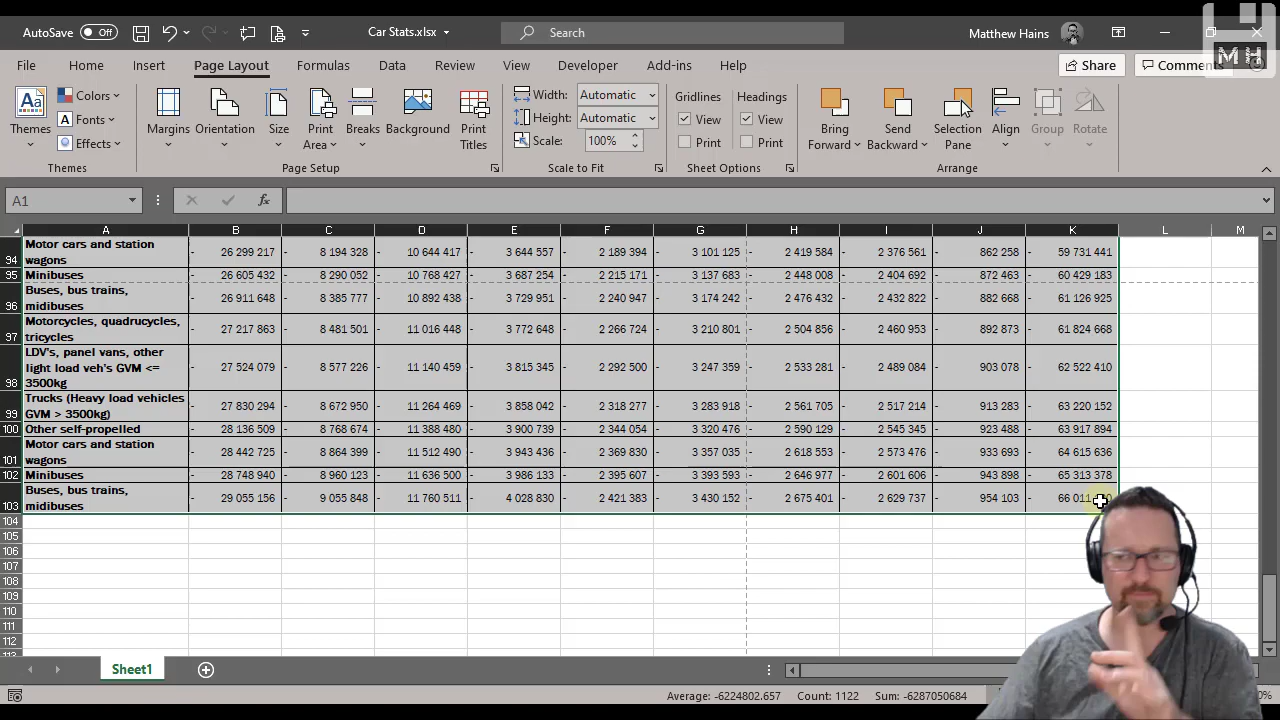 AutoSave Off Car Stats.xlsx Search Matthew Hains
MH
File Home Insert Page Layout Formulas Data Review View Developer Add-ins Help Share Comments
Themes Colors Fonts Effects Margins Orientation Size Print Area Breaks Background Print Titles
Width: Automatic Height: Automatic Scale: 100%
Gridlines View Print Headings View Print
Bring Forward Send Backward Selection Pane Align Group Rotate
Themes Page Setup Scale to Fit Sheet Options Arrange
A1 fx
A B C D E F G H I J K L M
94 Motor cars and station wagons - 26 299 217 - 8 194 328 - 10 644 417 - 3 644 557 - 2 189 394 - 3 101 125 - 2 419 584 - 2 376 561 - 862 258 - 59 731 441
95 Minibuses - 26 605 432 - 8 290 052 - 10 768 427 - 3 687 254 - 2 215 171 - 3 137 683 - 2 448 008 - 2 404 692 - 872 463 - 60 429 183
96 Buses, bus trains, midibuses - 26 911 648 - 8 385 777 - 10 892 438 - 3 729 951 - 2 240 947 - 3 174 242 - 2 476 432 - 2 432 822 - 882 668 - 61 126 925
97 Motorcycles, quadrucycles, tricycles - 27 217 863 - 8 481 501 - 11 016 448 - 3 772 648 - 2 266 724 - 3 210 801 - 2 504 856 - 2 460 953 - 892 873 - 61 824 668
98 LDV's, panel vans, other light load veh's GVM <= 3500kg - 27 524 079 - 8 577 226 - 11 140 459 - 3 815 345 - 2 292 500 - 3 247 359 - 2 533 281 - 2 489 084 - 903 078 - 62 522 410
99 Trucks (Heavy load vehicles GVM > 3500kg) - 27 830 294 - 8 672 950 - 11 264 469 - 3 858 042 - 2 318 277 - 3 283 918 - 2 561 705 - 2 517 214 - 913 283 - 63 220 152
100 Other self-propelled - 28 136 509 - 8 768 674 - 11 388 480 - 3 900 739 - 2 344 054 - 3 320 476 - 2 590 129 - 2 545 345 - 923 488 - 63 917 894
101 Motor cars and station wagons - 28 442 725 - 8 864 399 - 11 512 490 - 3 943 436 - 2 369 830 - 3 357 035 - 2 618 553 - 2 573 476 - 933 693 - 64 615 636
102 Minibuses - 28 748 940 - 8 960 123 - 11 636 500 - 3 986 133 - 2 395 607 - 3 393 593 - 2 646 977 - 2 601 606 - 943 898 - 65 313 378
103 Buses, bus trains, midibuses - 29 055 156 - 9 055 848 - 11 760 511 - 4 028 830 - 2 421 383 - 3 430 152 - 2 675 401 - 2 629 737 - 954 103 - 66 011
104
105
106
107
108
109
110
111
112
Sheet1
Average: -6224802.657 Count: 1122 Sum: -6287050684